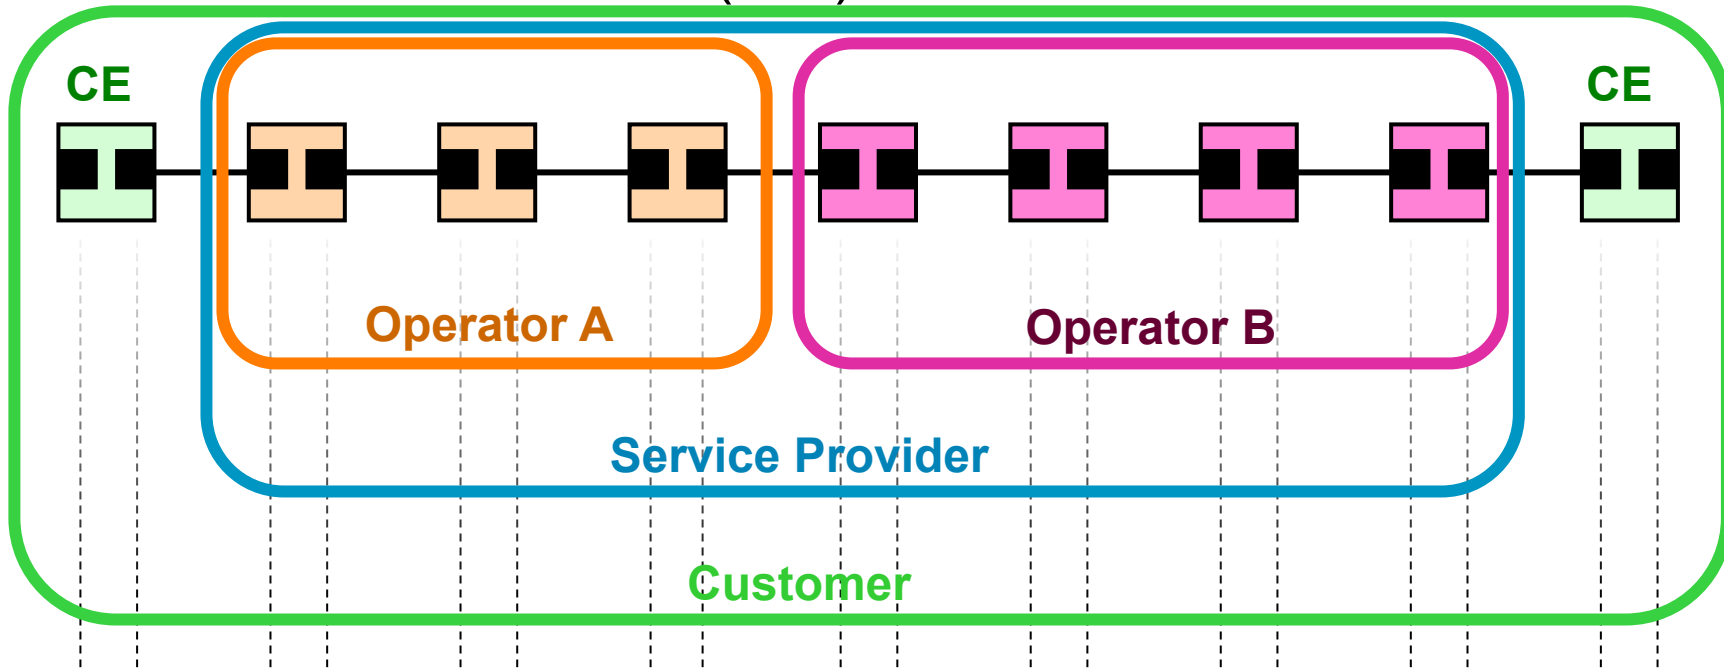 CE
CE
Operator A
Operator B
Service Provider
Customer